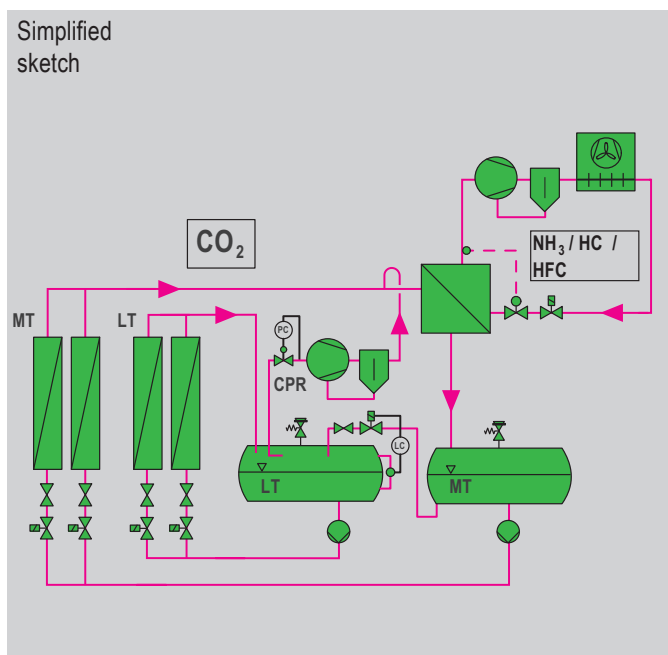 Simplified
sketch
CO₂
NH₃ / HC /
HFC
MT
LT
PC
CPR
LC
LT
MT